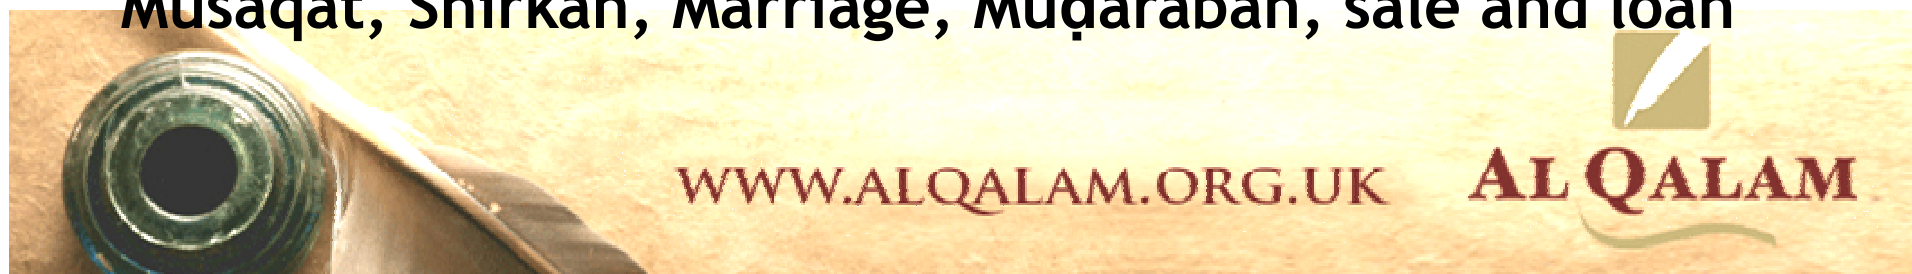 Musaqat, Shirkah, Marriage, Muḍarabah, sale and loan
WWW.ALQALAM.ORG.UK
AL QALAM